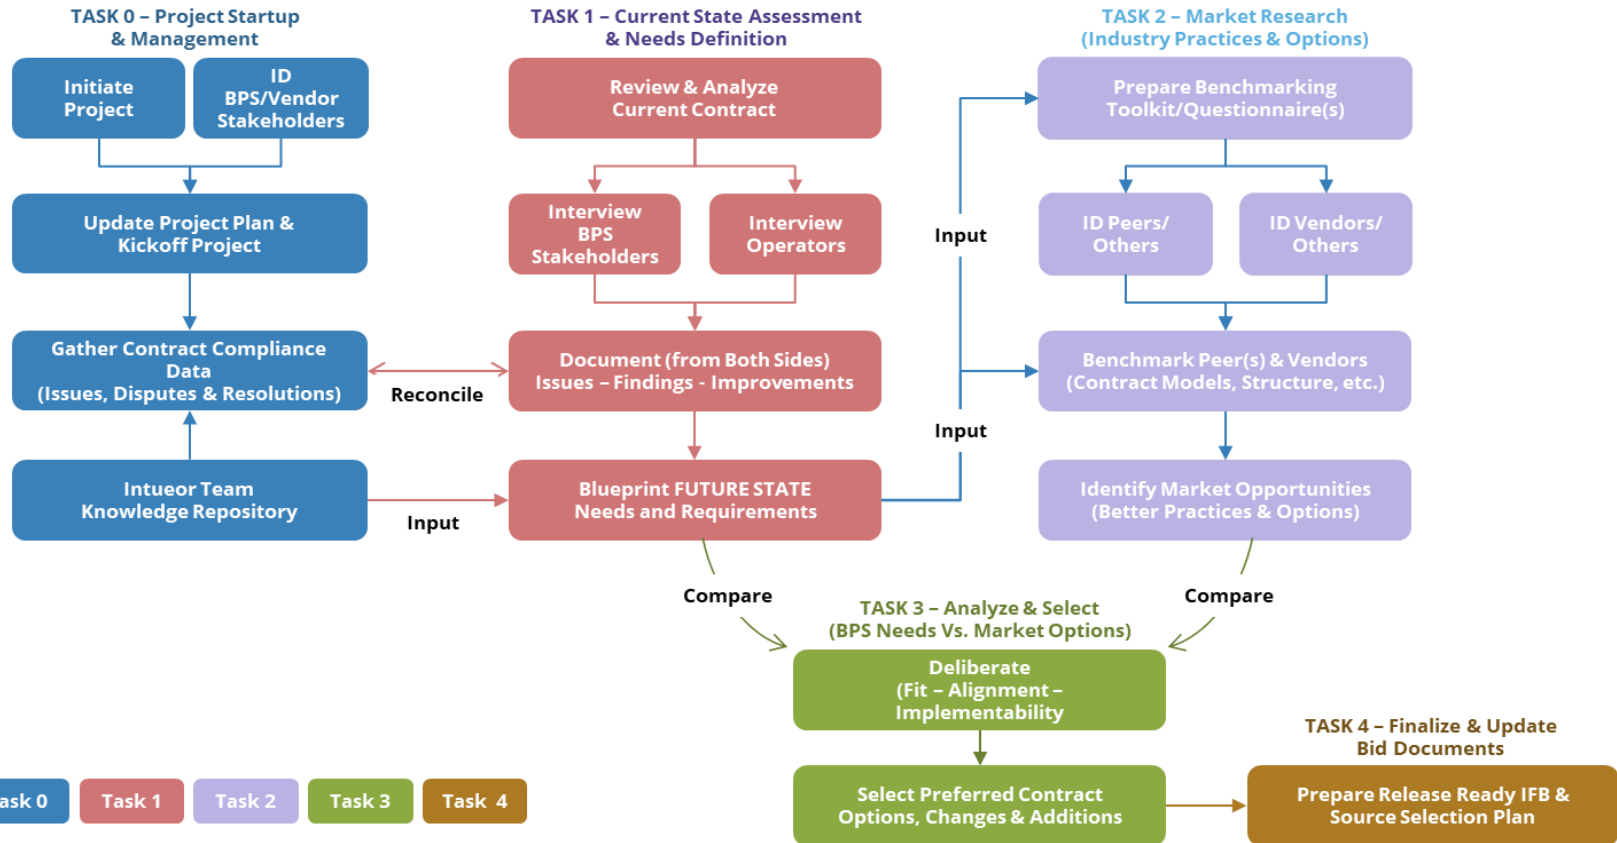 TASK 0 – Project Startup
& Management
Initiate
Project
ID
BPS/Vendor
Stakeholders
Update Project Plan &
Kickoff Project
Gather Contract Compliance
Data
(Issues, Disputes & Resolutions)
Intueor Team
Knowledge Repository
Reconcile
Input
TASK 1 – Current State Assessment
& Needs Definition
Review & Analyze
Current Contract
Interview
BPS
Stakeholders
Interview
Operators
Document (from Both Sides)
Issues – Findings - Improvements
Blueprint FUTURE STATE
Needs and Requirements
Input
Input
TASK 2 – Market Research
(Industry Practices & Options)
Prepare Benchmarking
Toolkit/Questionnaire(s)
ID Peers/
Others
ID Vendors/
Others
Benchmark Peer(s) & Vendors
(Contract Models, Structure, etc.)
Identify Market Opportunities
(Better Practices & Options)
Compare
Compare
TASK 3 – Analyze & Select
(BPS Needs Vs. Market Options)
Deliberate
(Fit – Alignment –
Implementability
Select Preferred Contract
Options, Changes & Additions
TASK 4 – Finalize & Update
Bid Documents
Prepare Release Ready IFB &
Source Selection Plan
ask 0
Task 1
Task 2
Task 3
Task 4